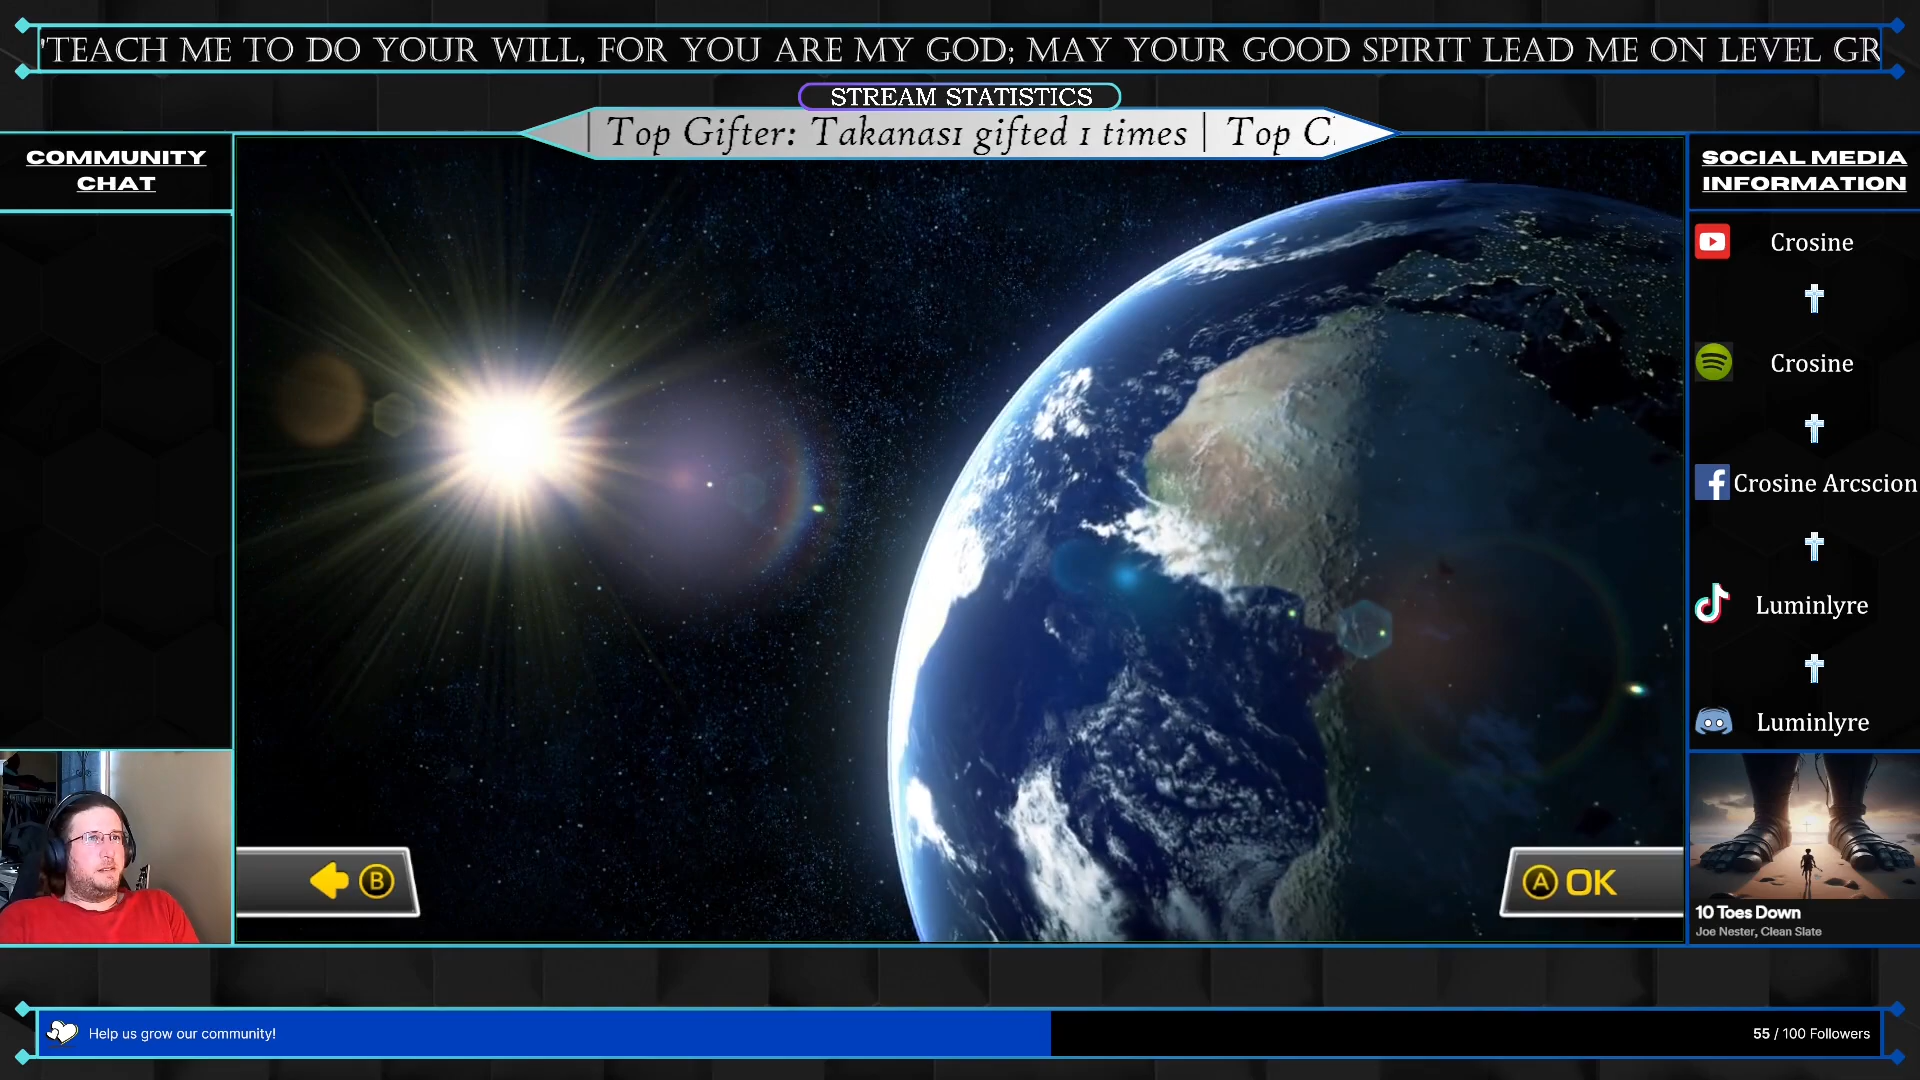 "TEACH ME TO DO YOUR WILL, FOR YOU ARE MY GOD; MAY YOUR GOOD SPIRIT LEAD ME ON LEVEL GR
STREAM STATISTICS
| Top Gifter: Takanas1 gifted 1 times | Top C
COMMUNITY
CHAT
SOCIAL MEDIA
INFORMATION
Crosine
Crosine
Crosine Arcscion
Luminlyre
Luminlyre
B
A OK
10 Toes Down
Joe Nester, Clean Slate
Help us grow our community!
55 / 100 Followers